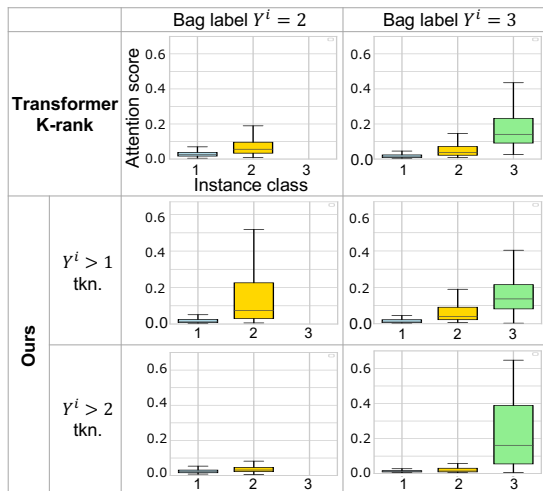 Bag label Y^i = 2
Bag label Y^i = 3
Transformer
K-rank
Attention score
0.6
0.4
0.2
0.0
1 2 3
Instance class
0.6
0.4
0.2
0.0
1 2 3
Ours
Y^i > 1
tkn.
0.6
0.4
0.2
0.0
1 2 3
0.6
0.4
0.2
0.0
1 2 3
Y^i > 2
tkn.
0.6
0.4
0.2
0.0
1 2 3
0.6
0.4
0.2
0.0
1 2 3